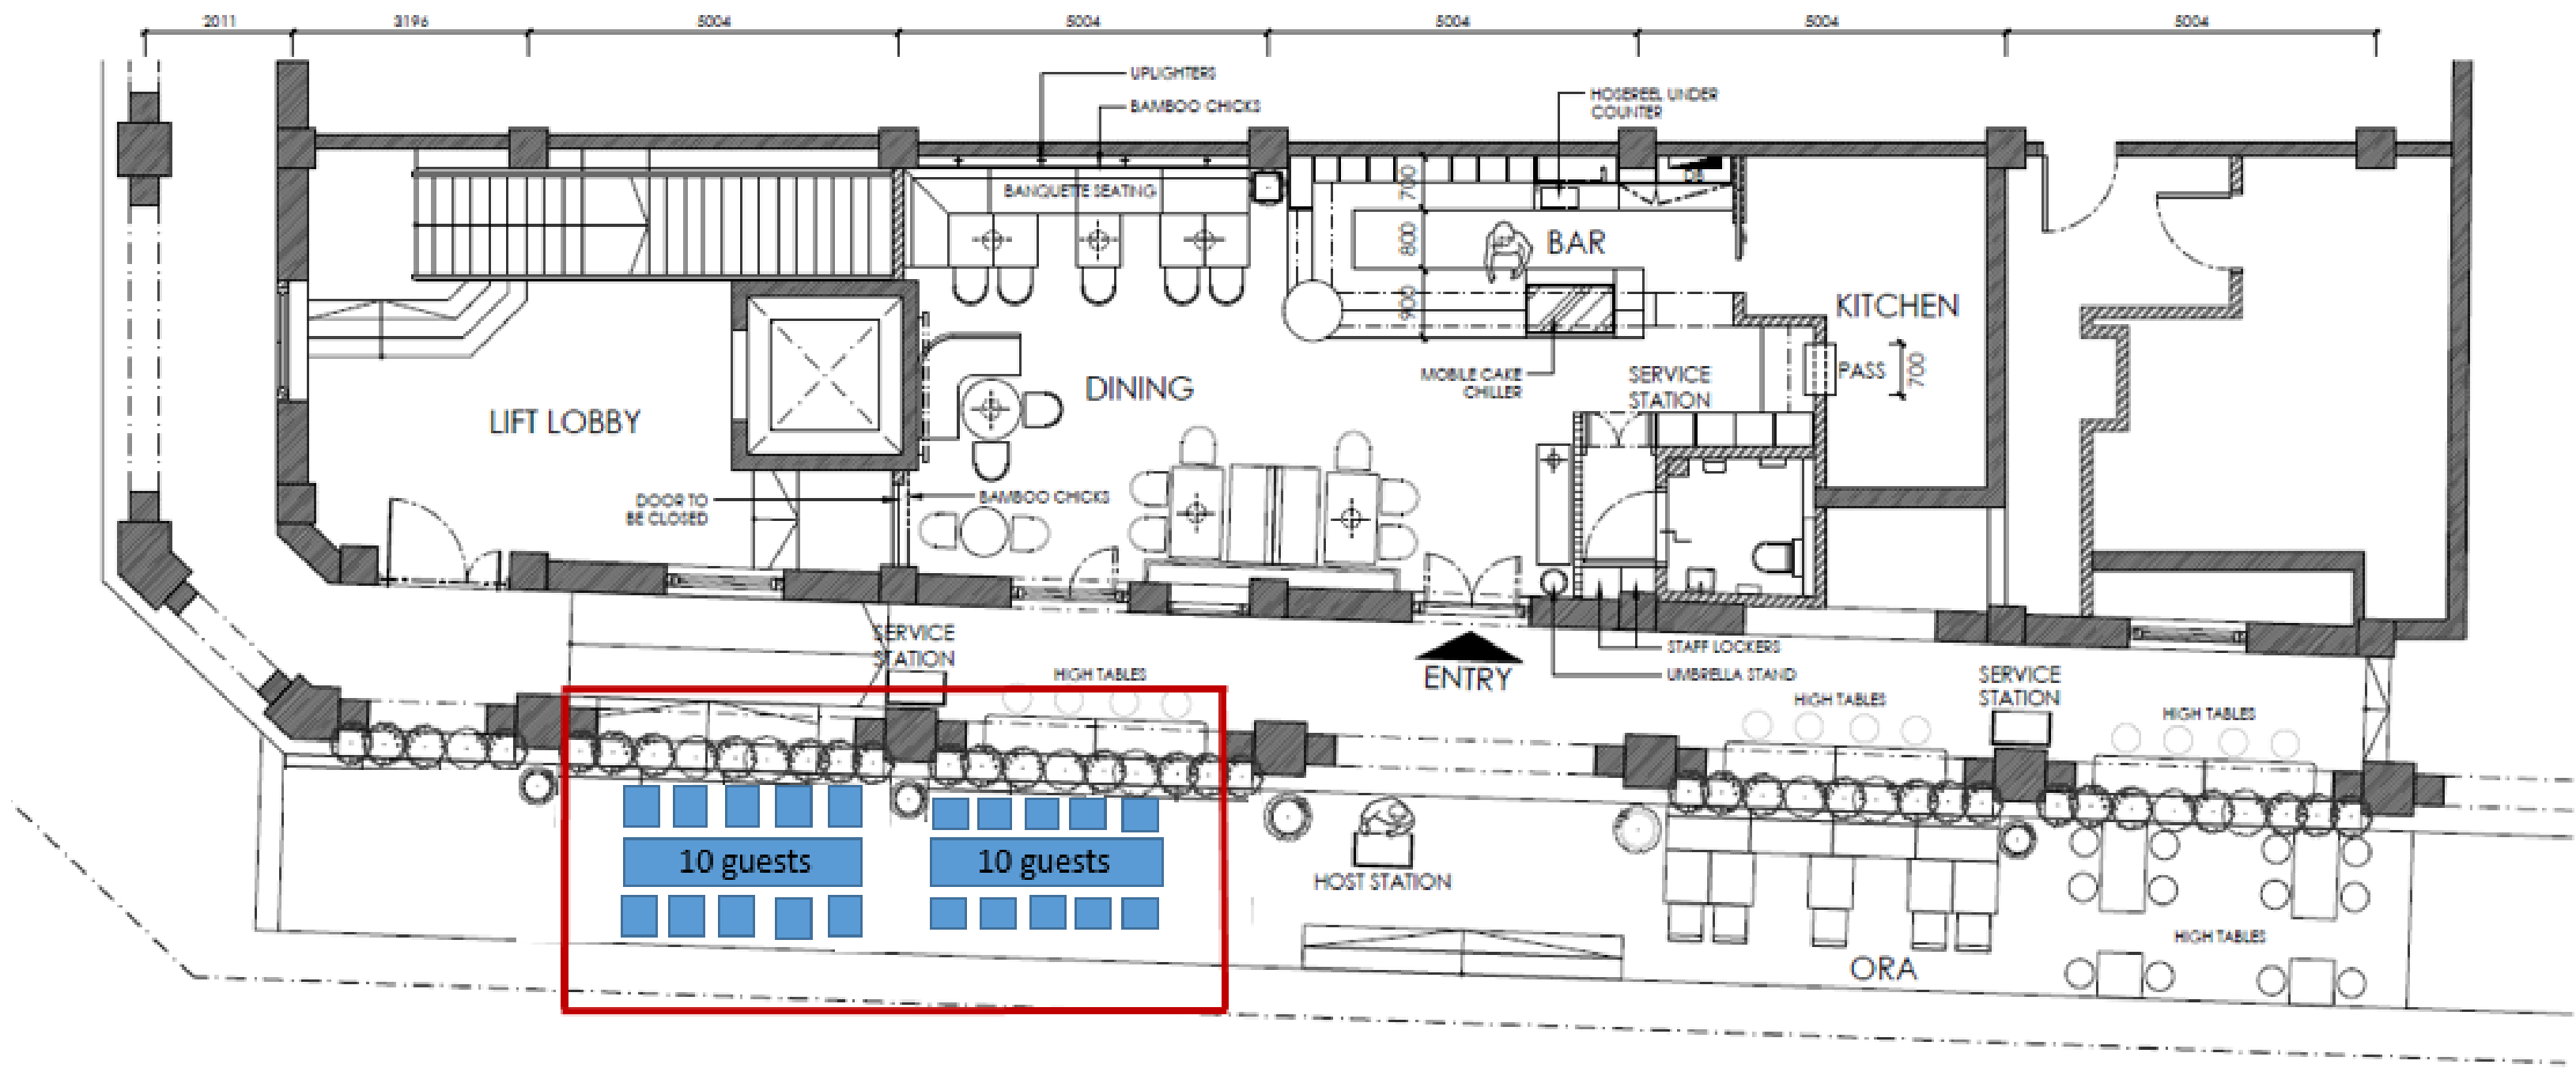 2011
3196
5004
5004
5004
5004
5004
UPLIGHTERS
BAMBOO CHICKS
HOSEREEL UNDER
COUNTER
BANQUETTE SEATING
700
DB
800
BAR
900
KITCHEN
MOBILE CAKE
CHILLER
SERVICE
STATION
PASS
700
DINING
LIFT LOBBY
DOOR TO
BE CLOSED
BAMBOO CHICKS
SERVICE
STATION
HIGH TABLES
ENTRY
STAFF LOCKERS
UMBRELLA STAND
HIGH TABLES
SERVICE
STATION
HIGH TABLES
10 guests
10 guests
HOST STATION
HIGH TABLES
ORA